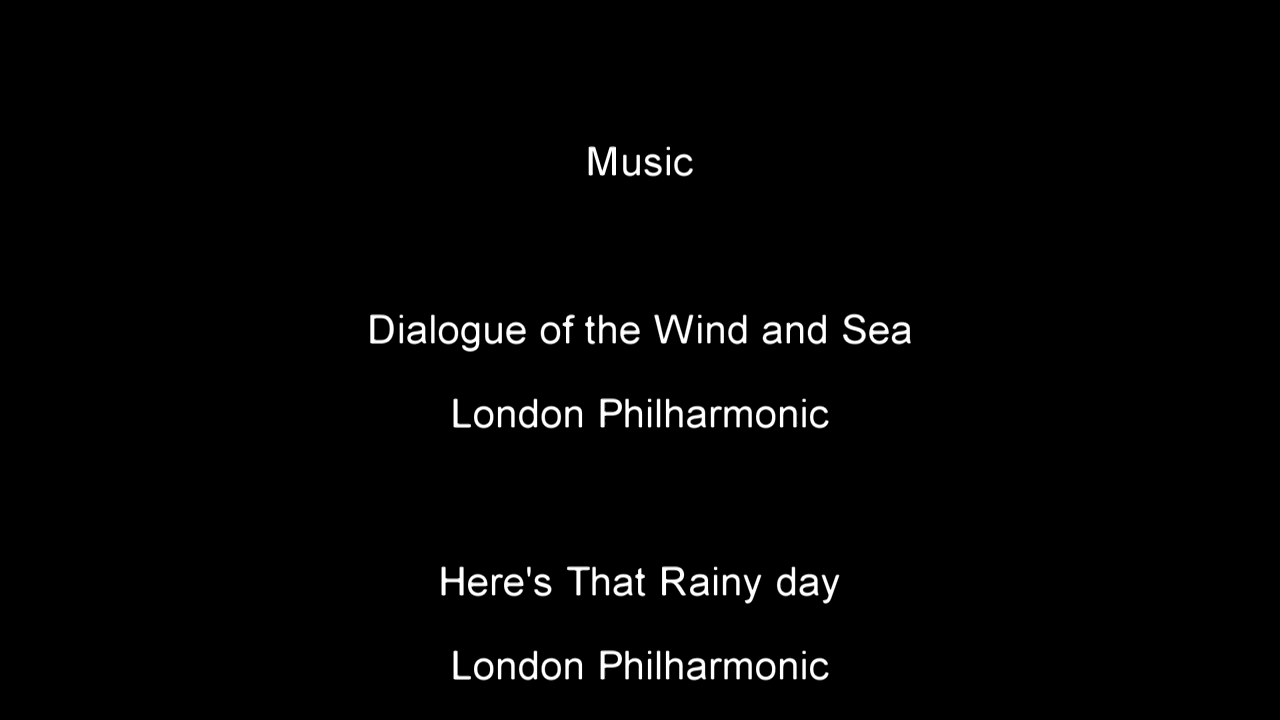 Music
Dialogue of the Wind and Sea
London Philharmonic
Here's That Rainy day
London Philharmonic